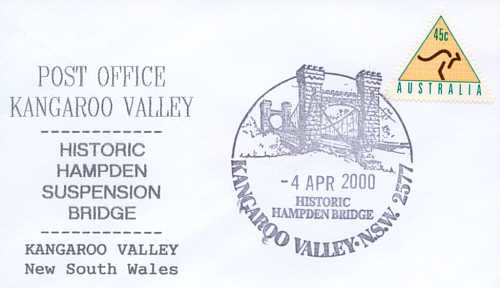 POST OFFICE
KANGAROO VALLEY
HISTORIC
HAMPDEN
SUSPENSION
BRIDGE
KANGAROO VALLEY
New South Wales
-4 APR 2000
HISTORIC
HAMPDEN BRIDGE
KANGAROO VALLEY·N.S.W. 2577
45c
AUSTRALIA